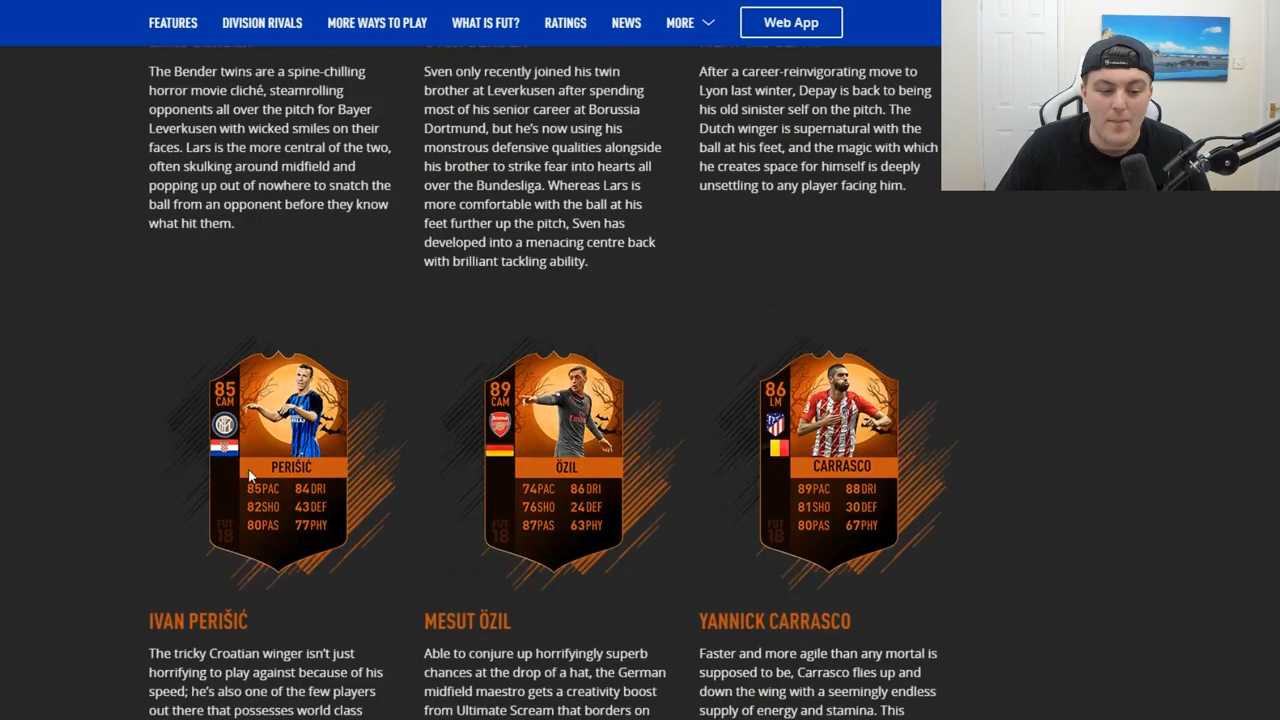 FEATURES DIVISION RIVALS MORE WAYS TO PLAY WHAT IS FUT? RATINGS NEWS MORE Web App
The Bender twins are a spine-chilling
horror movie cliché, steamrolling
opponents all over the pitch for Bayer
Leverkusen with wicked smiles on their
faces. Lars is the more central of the two,
often skulking around midfield and
popping up out of nowhere to snatch the
ball from an opponent before they know
what hit them.
Sven only recently joined his twin
brother at Leverkusen after spending
most of his senior career at Borussia
Dortmund, but he's now using his
monstrous defensive qualities alongside
his brother to strike fear into hearts all
over the Bundesliga. Whereas Lars is
more comfortable with the ball at his
feet further up the pitch, Sven has
developed into a menacing centre back
with brilliant tackling ability.
After a career-reinvigorating move to
Lyon last winter, Depay is back to being
his old sinister self on the pitch. The
Dutch winger is supernatural with the
ball at his feet, and the magic with which
he creates space for himself is deeply
unsettling to any player facing him.
85
CAM
PERIŠIĆ
85PAC 84DRI
82SHO 43DEF
80PAS 77PHY
FUT
18
89
CAM
Arsenal
ÖZIL
74PAC 86DRI
76SHO 24DEF
87PAS 63PHY
FUT
18
86
LM
CARRASCO
89PAC 88DRI
81SHO 30DEF
80PAS 67PHY
FUT
18
IVAN PERIŠIĆ
The tricky Croatian winger isn't just
horrifying to play against because of his
speed; he's also one of the few players
out there that possesses world class
MESUT ÖZIL
Able to conjure up horrifyingly superb
chances at the drop of a hat, the German
midfield maestro gets a creativity boost
from Ultimate Scream that borders on
YANNICK CARRASCO
Faster and more agile than any mortal is
supposed to be, Carrasco flies up and
down the wing with a seemingly endless
supply of energy and stamina. This